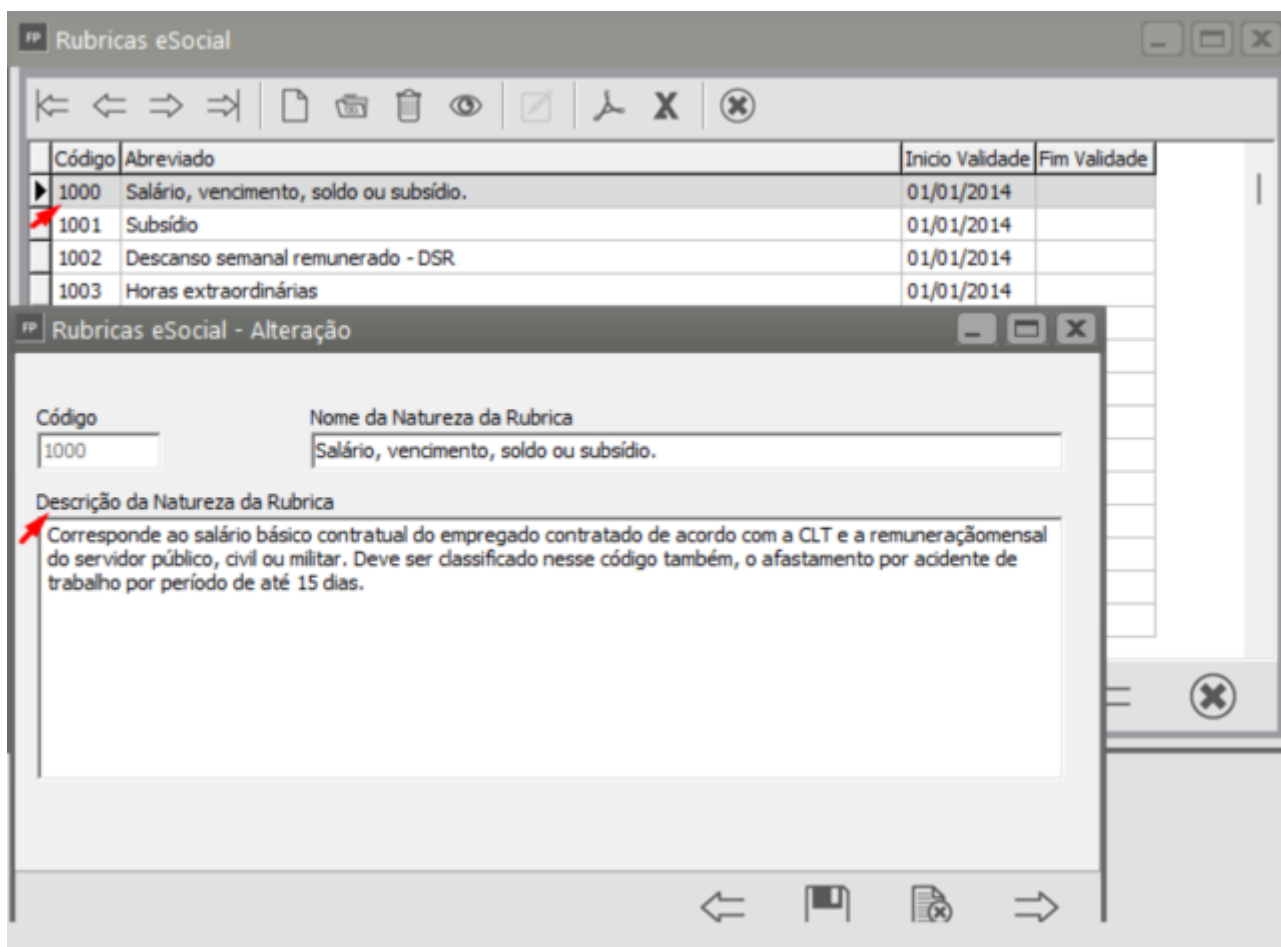 FP Rubricas eSocial
Código Abreviado Inicio Validade Fim Validade
1000 Salário, vencimento, soldo ou subsídio. 01/01/2014
1001 Subsídio 01/01/2014
1002 Descanso semanal remunerado - DSR 01/01/2014
1003 Horas extraordinárias 01/01/2014
FP Rubricas eSocial - Alteração
Código Nome da Natureza da Rubrica
1000 Salário, vencimento, soldo ou subsídio.
Descrição da Natureza da Rubrica
Corresponde ao salário básico contratual do empregado contratado de acordo com a CLT e a remuneraçãomensal
do servidor público, civil ou militar. Deve ser classificado nesse código também, o afastamento por acidente de
trabalho por período de até 15 dias.